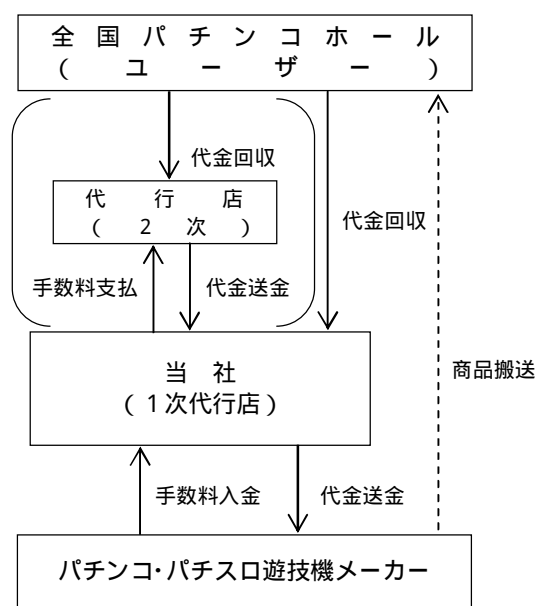 全国パチンコホール
(ユーザー)
代金回収
代行店
(2次)
代金回収
手数料支払
代金送金
当社
(1次代行店)
商品搬送
手数料入金
代金送金
パチンコ・パチスロ遊技機メーカー